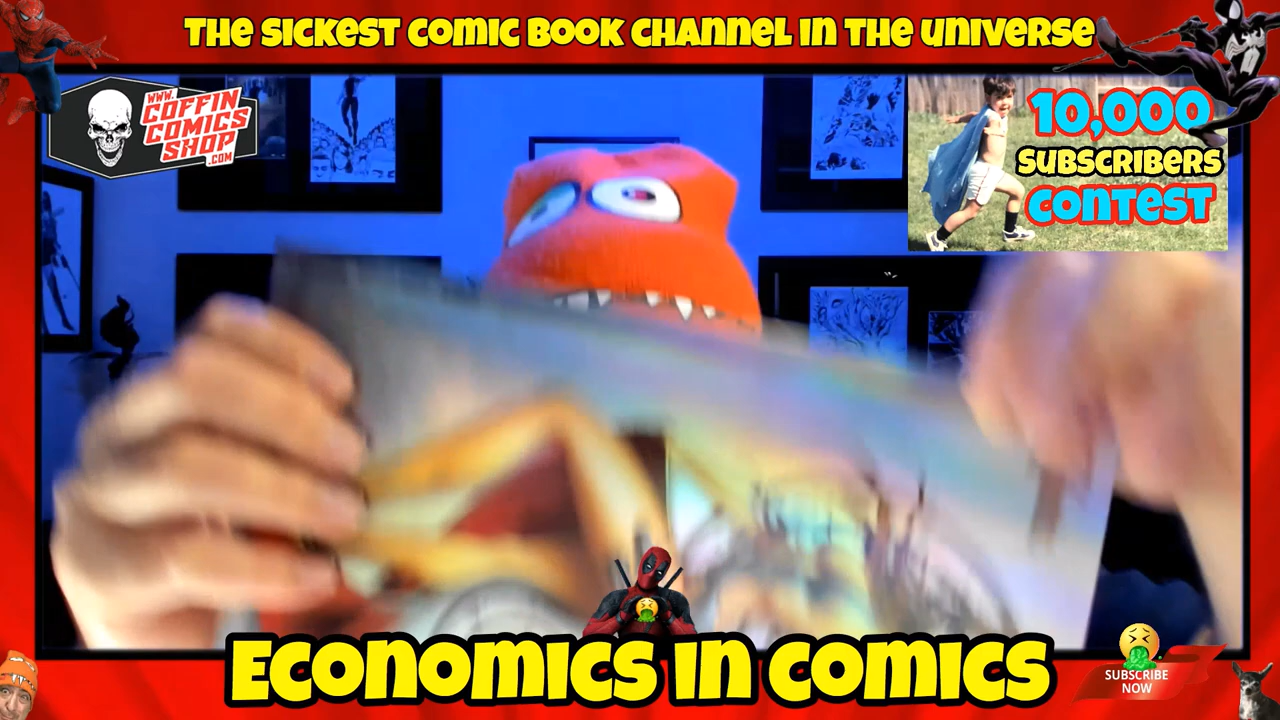 THE SICKEST COMIC BOOK CHANNEL IN THE UNIVERSE
WWW.
COFFIN
COMICS
SHOP
.COM
10,000
SUBSCRIBERS
CONTEST
ECONOMICS IN COMICS
SUBSCRIBE
NOW